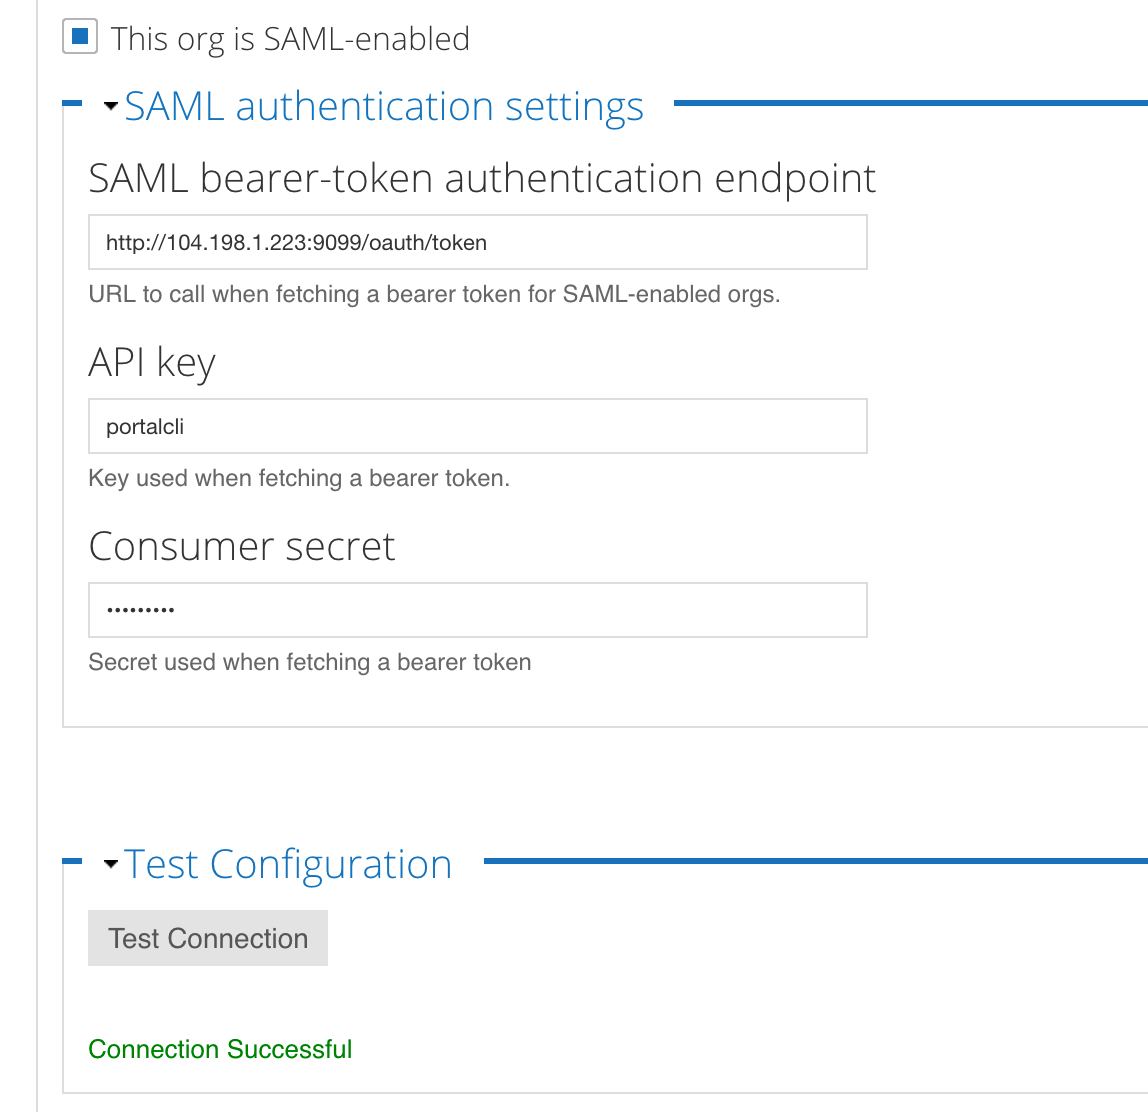 This org is SAML-enabled
SAML authentication settings
SAML bearer-token authentication endpoint
http://104.198.1.223:9099/oauth/token
URL to call when fetching a bearer token for SAML-enabled orgs.
API key
portalcli
Key used when fetching a bearer token.
Consumer secret
•••••••••
Secret used when fetching a bearer token
Test Configuration
Test Connection
Connection Successful